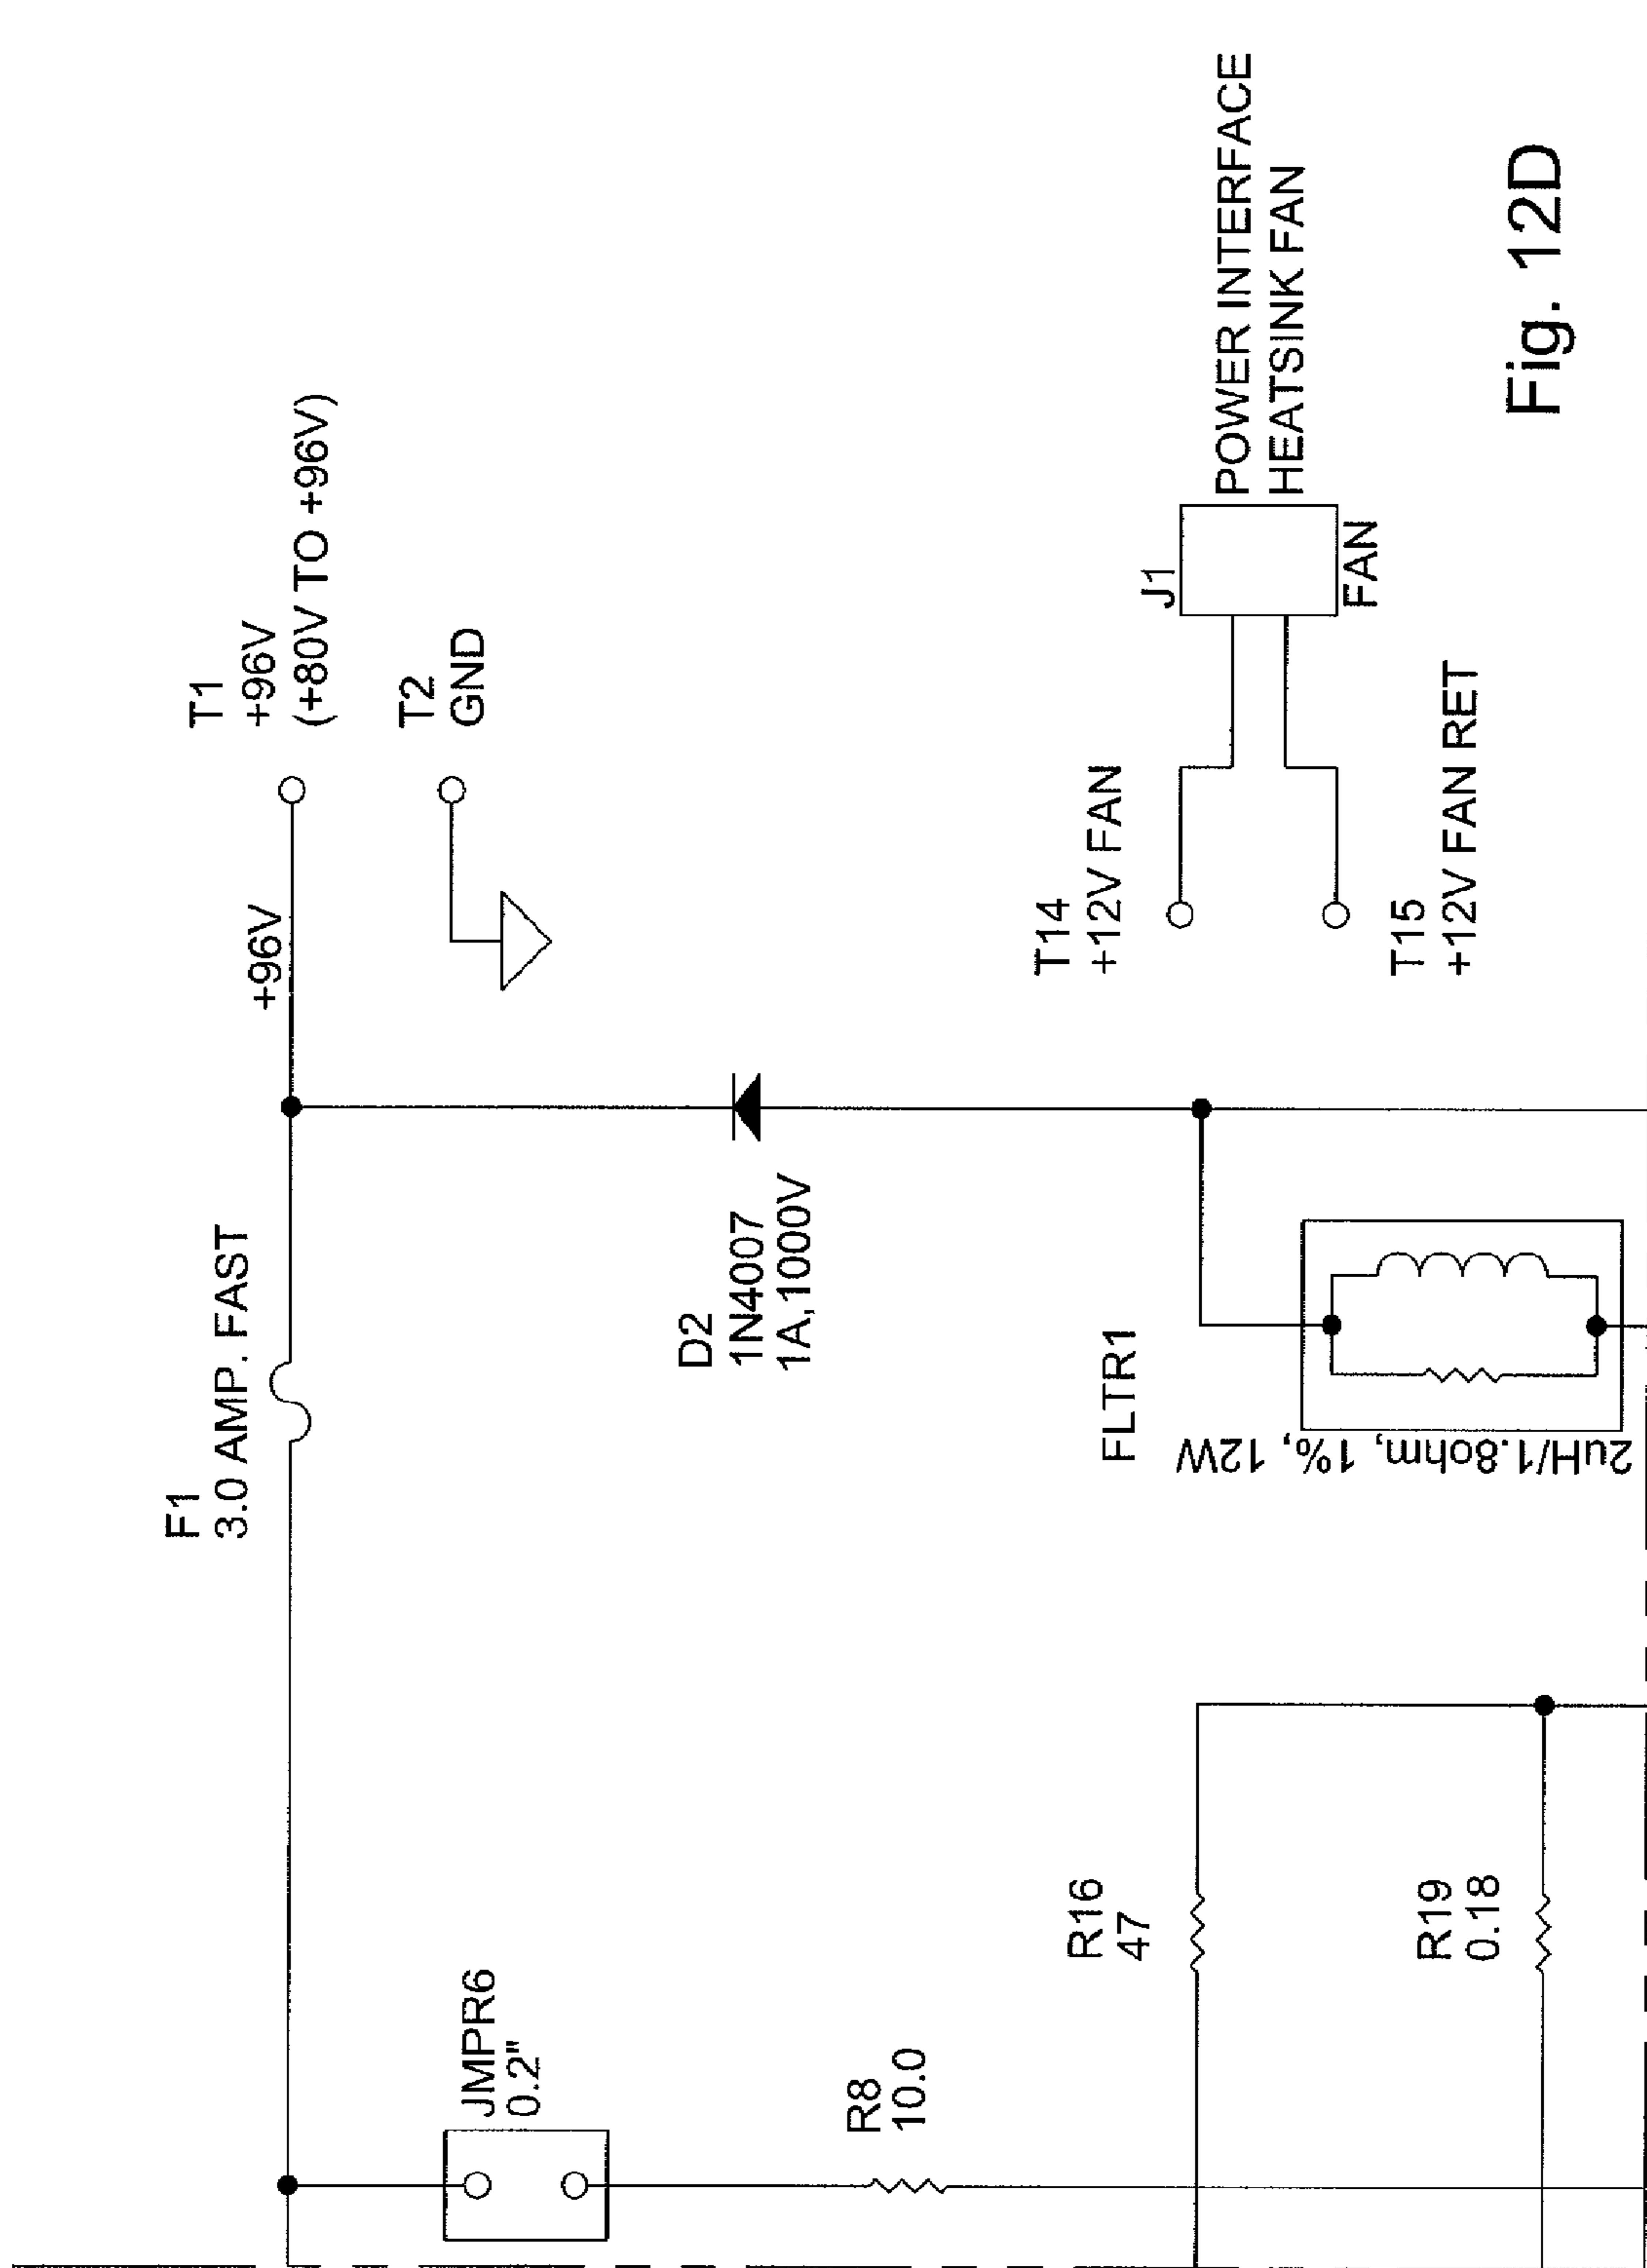 F1
3.0 AMP. FAST
+96V
T1
+96V
(+80V TO +96V)
T2
GND
JMPR6
0.2"
D2
1N4007
1A,1000V
R8
10.0
T14
+12V FAN
J1
POWER INTERFACE
HEATSINK FAN
FAN
T15
+12V FAN RET
R16
47
FLTR1
2uH/1.8ohm, 1%, 12W
R19
0.18
Fig. 12D